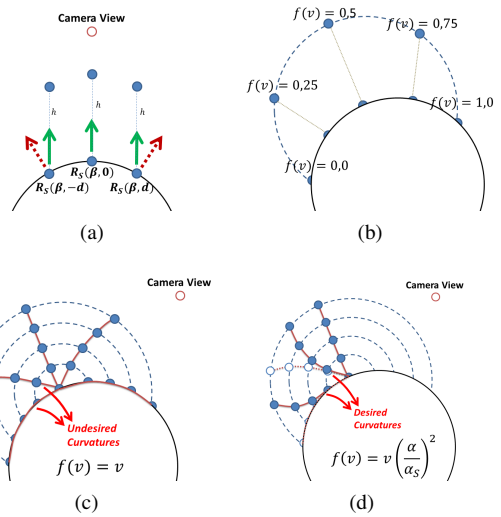 Camera View
h
h
h
R_S(β,0)
R_S(β,-d)
R_S(β,d)
(a)
f(v) = 0,5
f(v) = 0,75
f(v) = 0,25
f(v) = 1,0
f(v) = 0,0
(b)
Camera View
Undesired
Curvatures
f(v) = v
(c)
Camera View
Desired
Curvatures
f(v) = v (α/α_S)^2
(d)